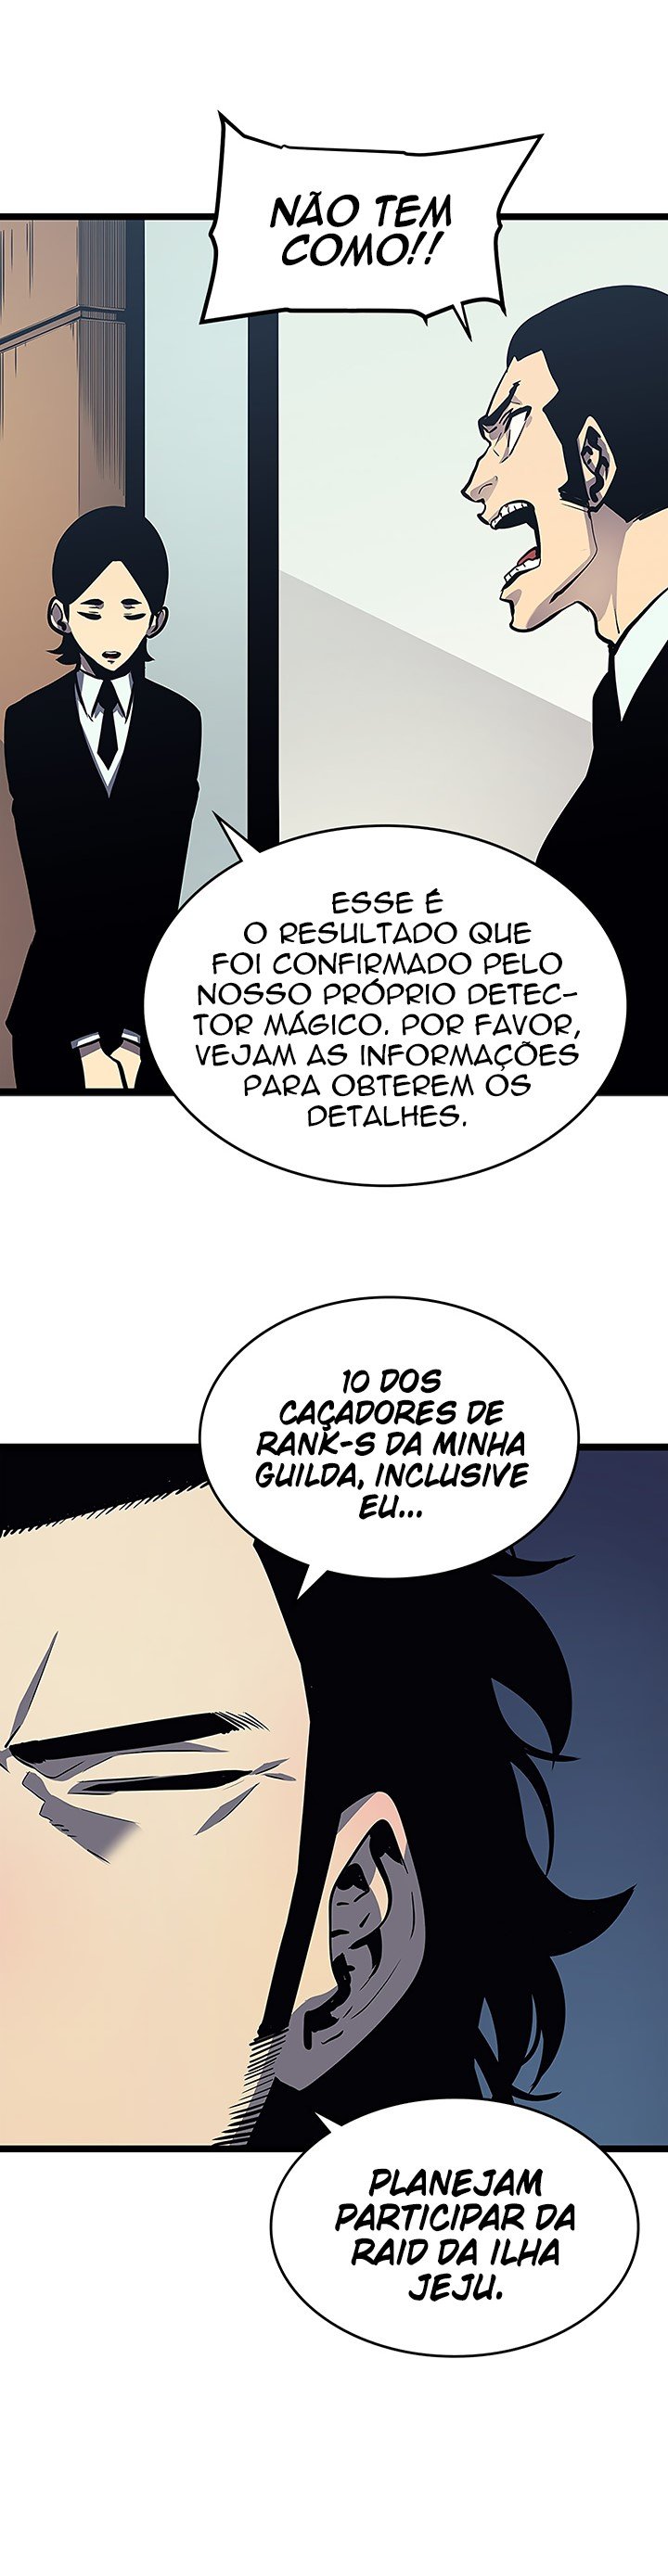 NÃO TEM
COMO!!
ESSE É
O RESULTADO QUE
FOI CONFIRMADO PELO
NOSSO PRÓPRIO DETEC-
TOR MÁGICO. POR FAVOR,
VEJAM AS INFORMAÇÕES
PARA OBTEREM OS
DETALHES.
10 DOS
CAÇADORES DE
RANK-S DA MINHA
GUILDA, INCLUSIVE
EU...
PLANEJAM
PARTICIPAR DA
RAID DA ILHA
JEJU.